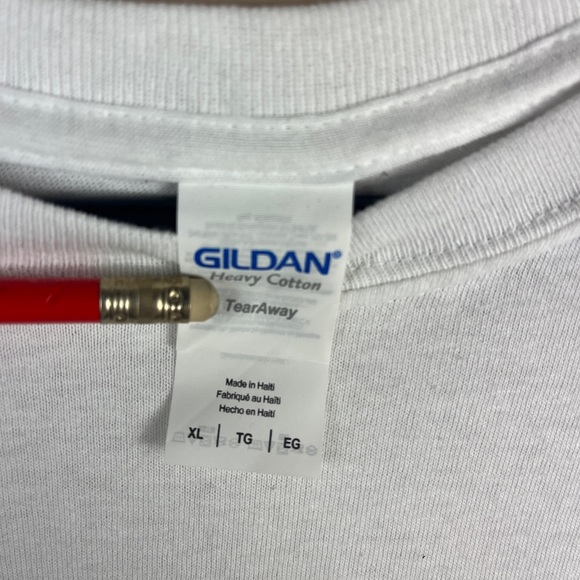 GILDAN®
Heavy Cotton
TearAway
Made in Haiti
Fabriqué au Haïti
Hecho en Haití
XL | TG | EG